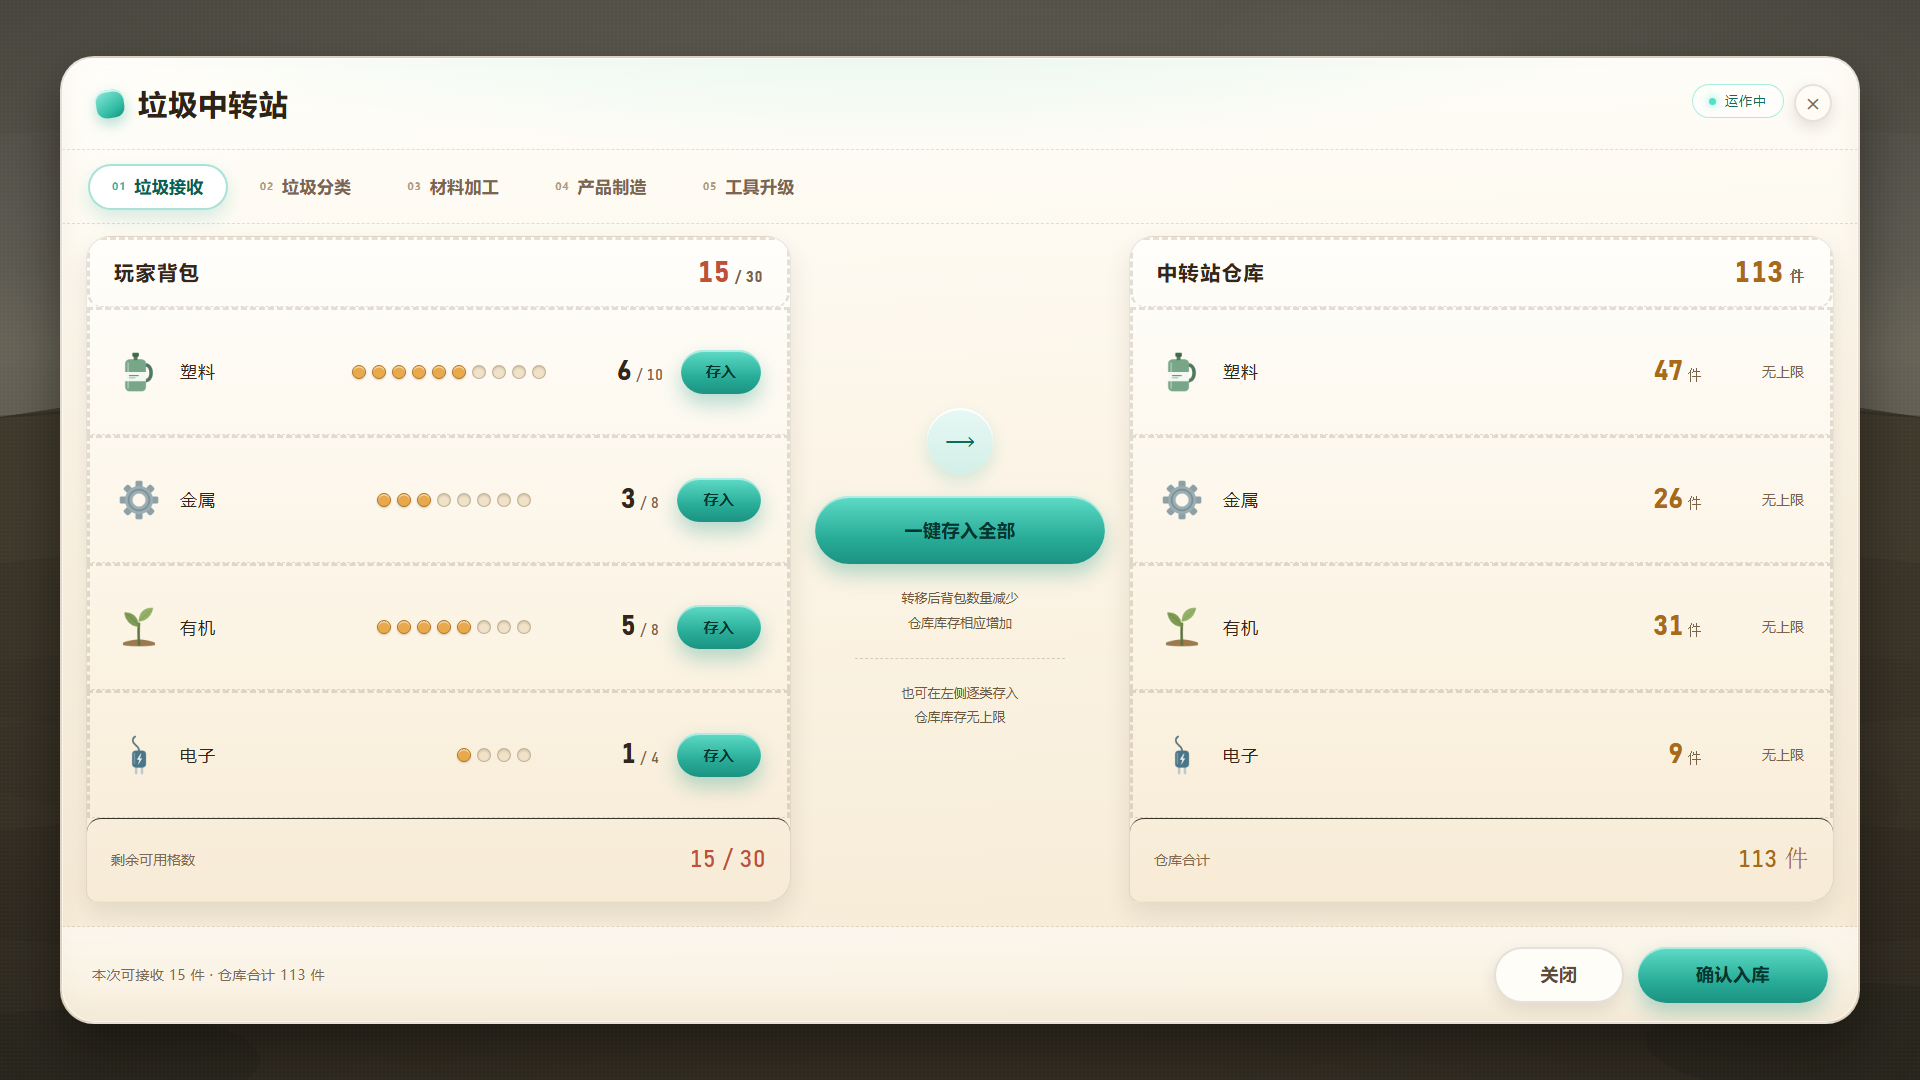 垃圾中转站
运作中
01 垃圾接收
02 垃圾分类
03 材料加工
04 产品制造
05 工具升级
玩家背包
15 / 30
塑料
6 / 10
存入
金属
3 / 8
存入
有机
5 / 8
存入
电子
1 / 4
存入
剩余可用格数
15 / 30
一键存入全部
转移后背包数量减少
仓库库存相应增加
也可在左侧逐类存入
仓库库存无上限
中转站仓库
113 件
塑料
47 件
无上限
金属
26 件
无上限
有机
31 件
无上限
电子
9 件
无上限
仓库合计
113 件
本次可接收 15 件 · 仓库合计 113 件
关闭
确认入库